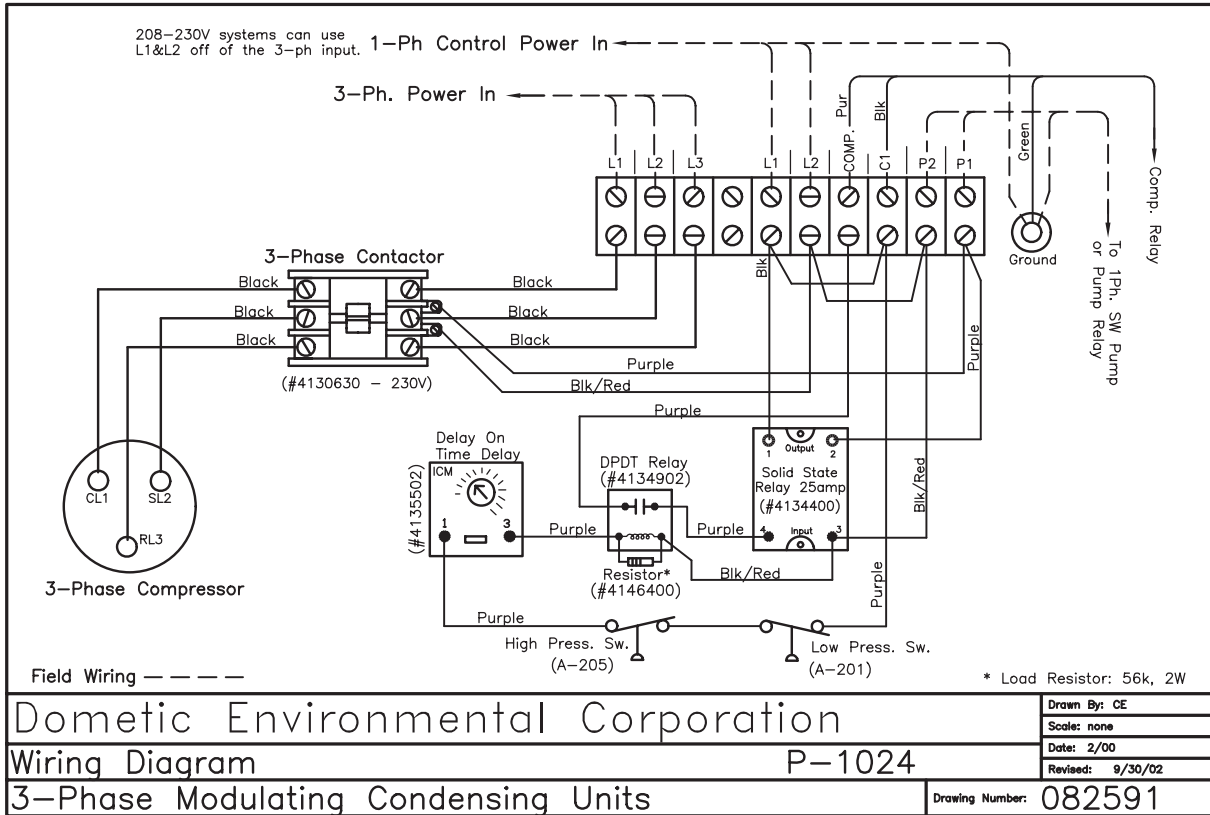 208-230V systems can use
L1&L2 off of the 3-ph input.
1-Ph Control Power In
3-Ph. Power In
Pur
Blk
Green
L1
L2
L3
L1
L2
COMP.
C1
P2
P1
Comp. Relay
To 1Ph. SW Pump
or Pump Relay
Ground
3-Phase Contactor
Black
Black
Black
Black
Black
Black
Blk
Purple
Purple
Blk/Red
(#4130630 - 230V)
Purple
Delay On
Time Delay
ICM
(#4135502)
1
3
DPDT Relay
(#4134902)
1
Output
2
Solid State
Relay 25amp
(#4134400)
4
Input
3
Blk/Red
Purple
Purple
Purple
Resistor*
(#4146400)
Blk/Red
CL1
SL2
RL3
3-Phase Compressor
Purple
High Press. Sw.
(A-205)
Low Press. Sw.
(A-201)
Field Wiring
* Load Resistor: 56k, 2W
Dometic Environmental Corporation
Drawn By: CE
Scale: none
Wiring Diagram
P-1024
Date: 2/00
Revised: 9/30/02
3-Phase Modulating Condensing Units
Drawing Number: 082591